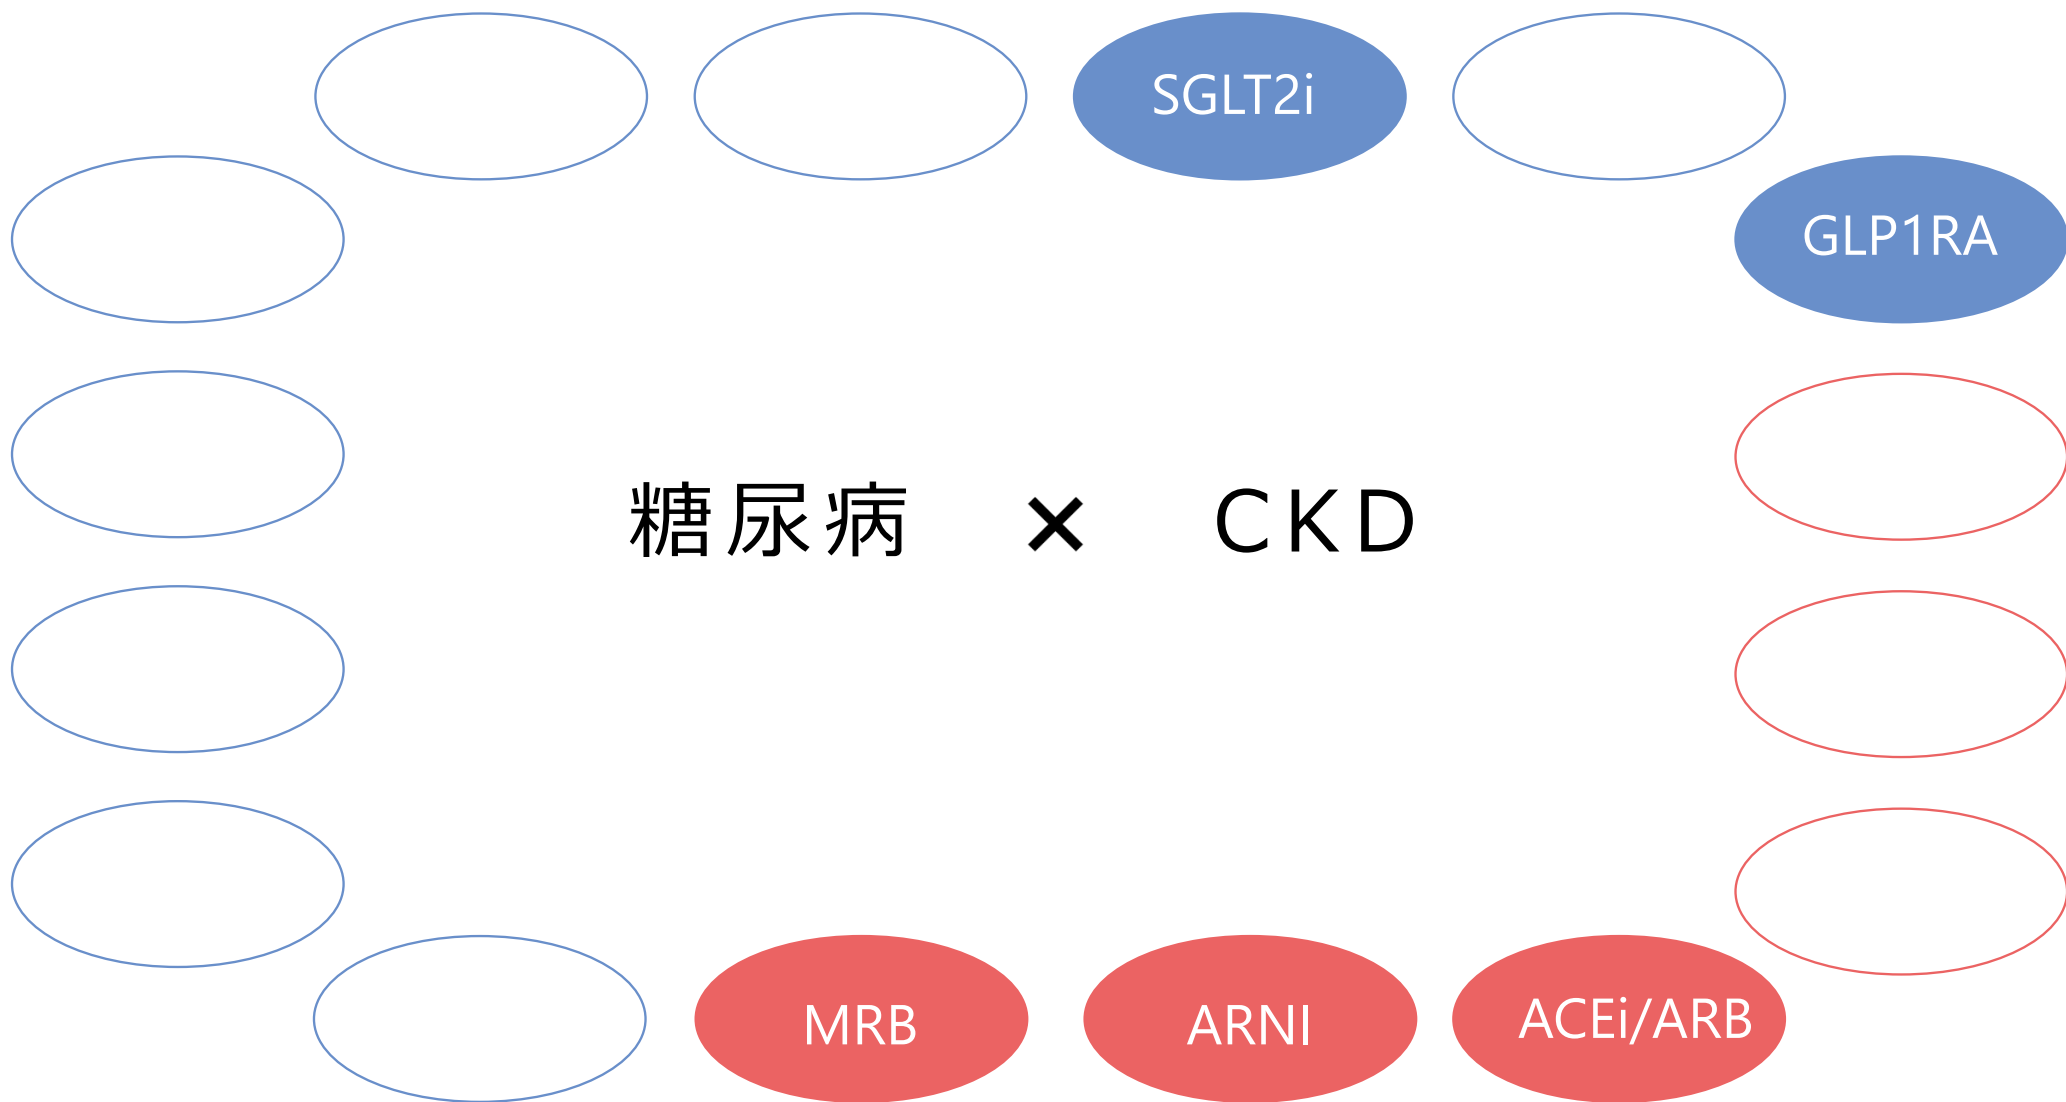 SGLT2i
GLP1RA
糖尿病 × CKD
MRB
ARNI
ACEi/ARB